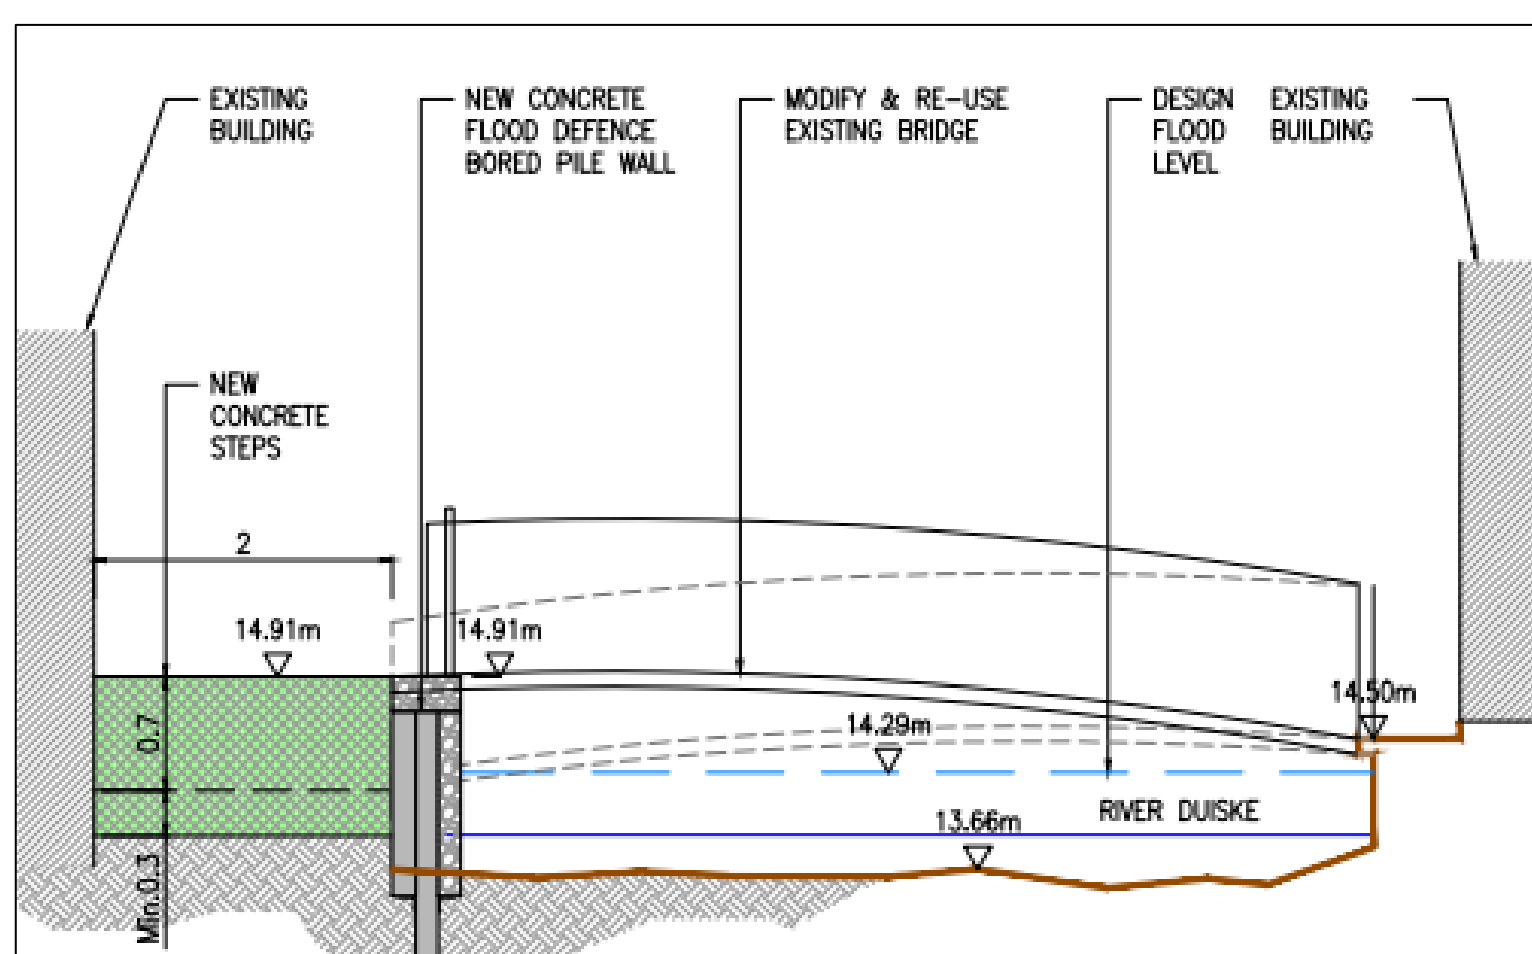 EXISTING
BUILDING
NEW CONCRETE
FLOOD DEFENCE
BORED PILE WALL
MODIFY & RE-USE
EXISTING BRIDGE
DESIGN
FLOOD
LEVEL
EXISTING
BUILDING
NEW
CONCRETE
STEPS
2
14.91m
14.91m
14.50m
14.29m
0.7
RIVER DUISKE
13.66m
Min.0.3